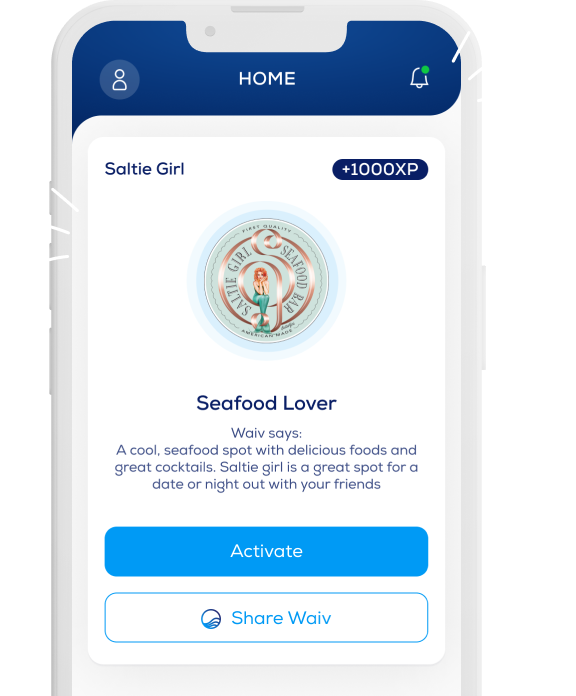 HOME
Saltie Girl
+1000XP
FIRST QUALITY
SALTIE GIRL
SEAFOOD BAR
AMERICAN MADE
Seafood Lover
Waiv says:
A cool, seafood spot with delicious foods and
great cocktails. Saltie girl is a great spot for a
date or night out with your friends
Activate
Share Waiv